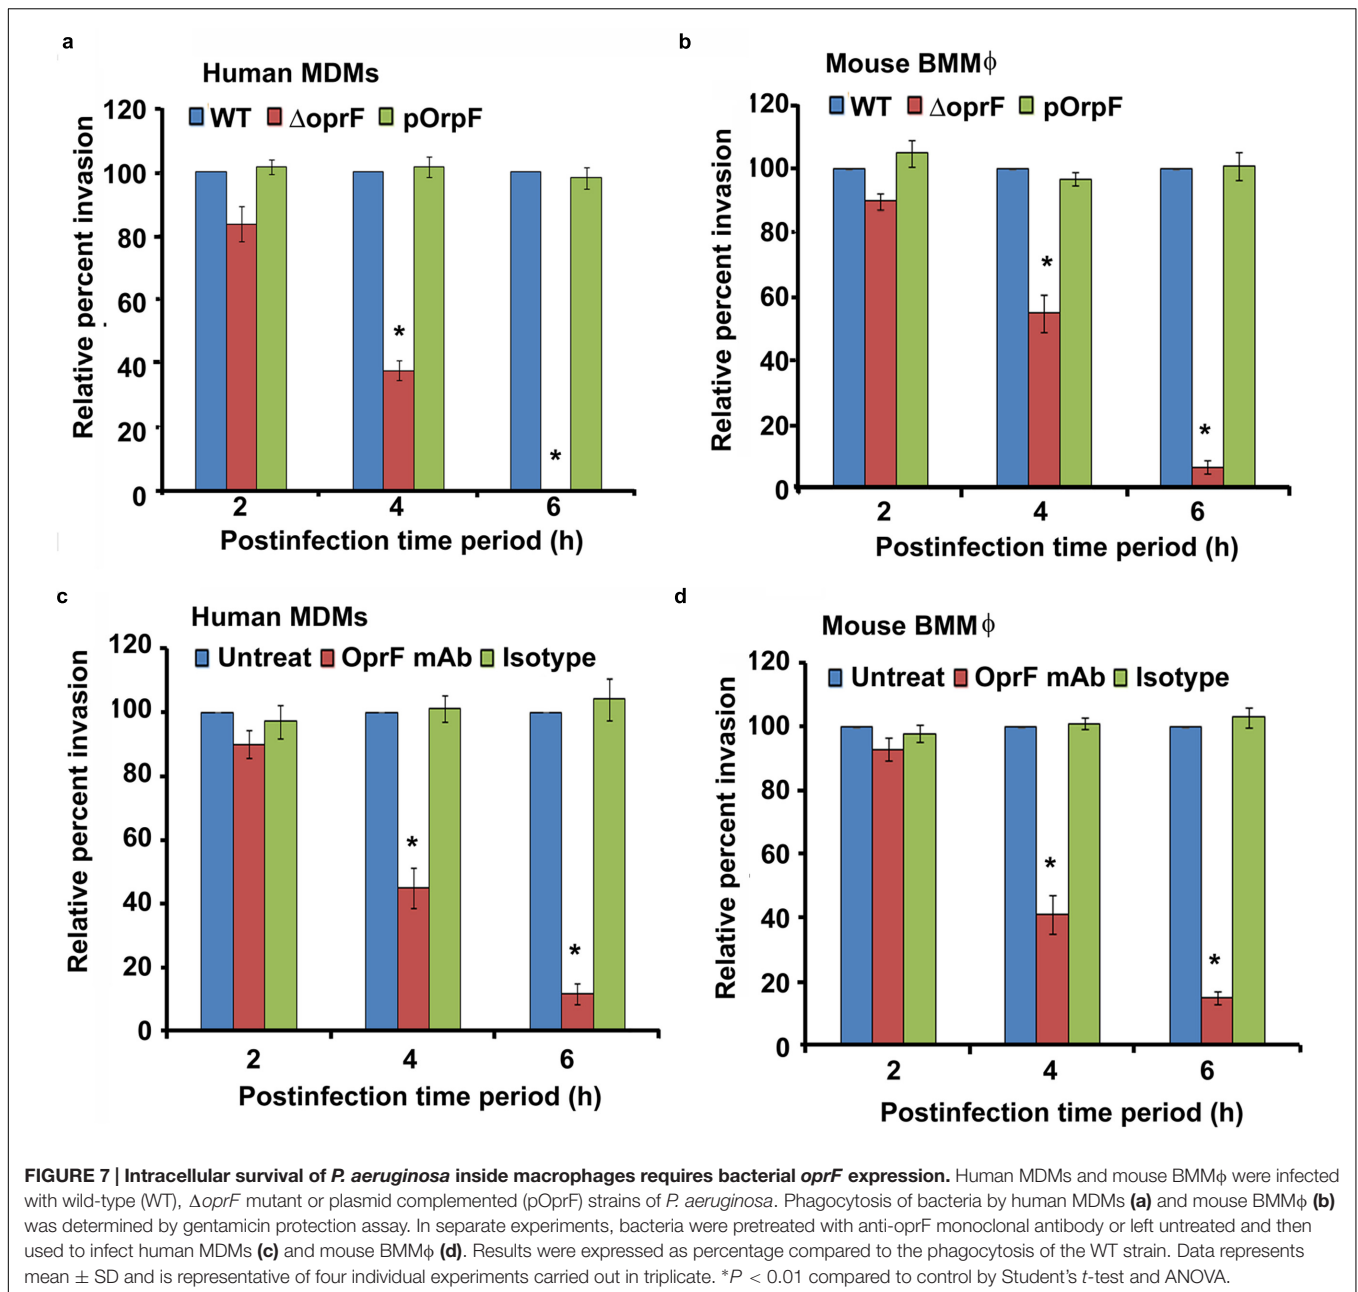 a
Human MDMs
WT ΔoprF pOrpF
120
100
80
60
40
20
0
Relative percent invasion
*
*
2 4 6
Postinfection time period (h)
b
Mouse BMMϕ
WT ΔoprF pOrpF
120
100
80
60
40
20
0
Relative percent invasion
*
*
2 4 6
Postinfection time period (h)
c
Human MDMs
Untreat OprF mAb Isotype
120
100
80
60
40
20
0
Relative percent invasion
*
*
2 4 6
Postinfection time period (h)
d
Mouse BMMϕ
Untreat OprF mAb Isotype
120
100
80
60
40
20
0
Relative percent invasion
*
*
2 4 6
Postinfection time period (h)
FIGURE 7 | Intracellular survival of P. aeruginosa inside macrophages requires bacterial oprF expression. Human MDMs and mouse BMMϕ were infected
with wild-type (WT), ΔoprF mutant or plasmid complemented (pOprF) strains of P. aeruginosa. Phagocytosis of bacteria by human MDMs (a) and mouse BMMϕ (b)
was determined by gentamicin protection assay. In separate experiments, bacteria were pretreated with anti-oprF monoclonal antibody or left untreated and then
used to infect human MDMs (c) and mouse BMMϕ (d). Results were expressed as percentage compared to the phagocytosis of the WT strain. Data represents
mean ± SD and is representative of four individual experiments carried out in triplicate. *P < 0.01 compared to control by Student's t-test and ANOVA.